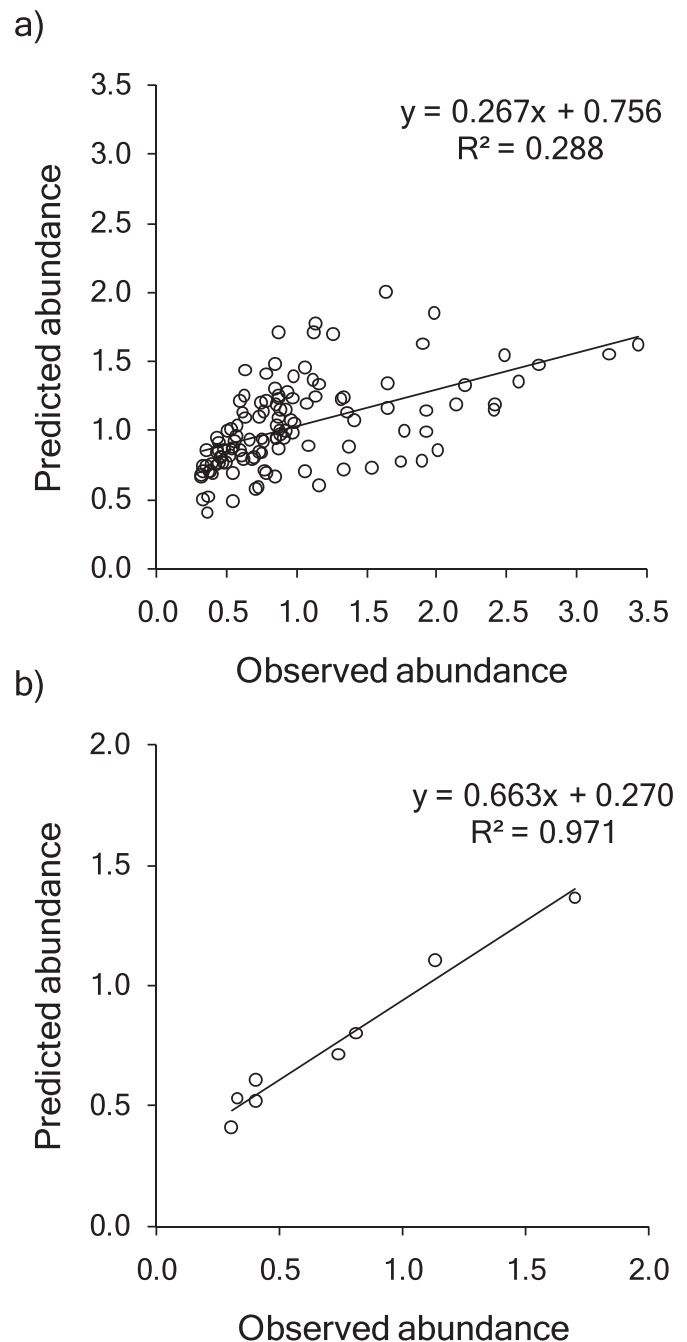 a)
y = 0.267x + 0.756
R² = 0.288
Predicted abundance
3.5
3.0
2.5
2.0
1.5
1.0
0.5
0.0
0.0 0.5 1.0 1.5 2.0 2.5 3.0 3.5
Observed abundance
b)
y = 0.663x + 0.270
R² = 0.971
Predicted abundance
2.0
1.5
1.0
0.5
0.0
0.0 0.5 1.0 1.5 2.0
Observed abundance